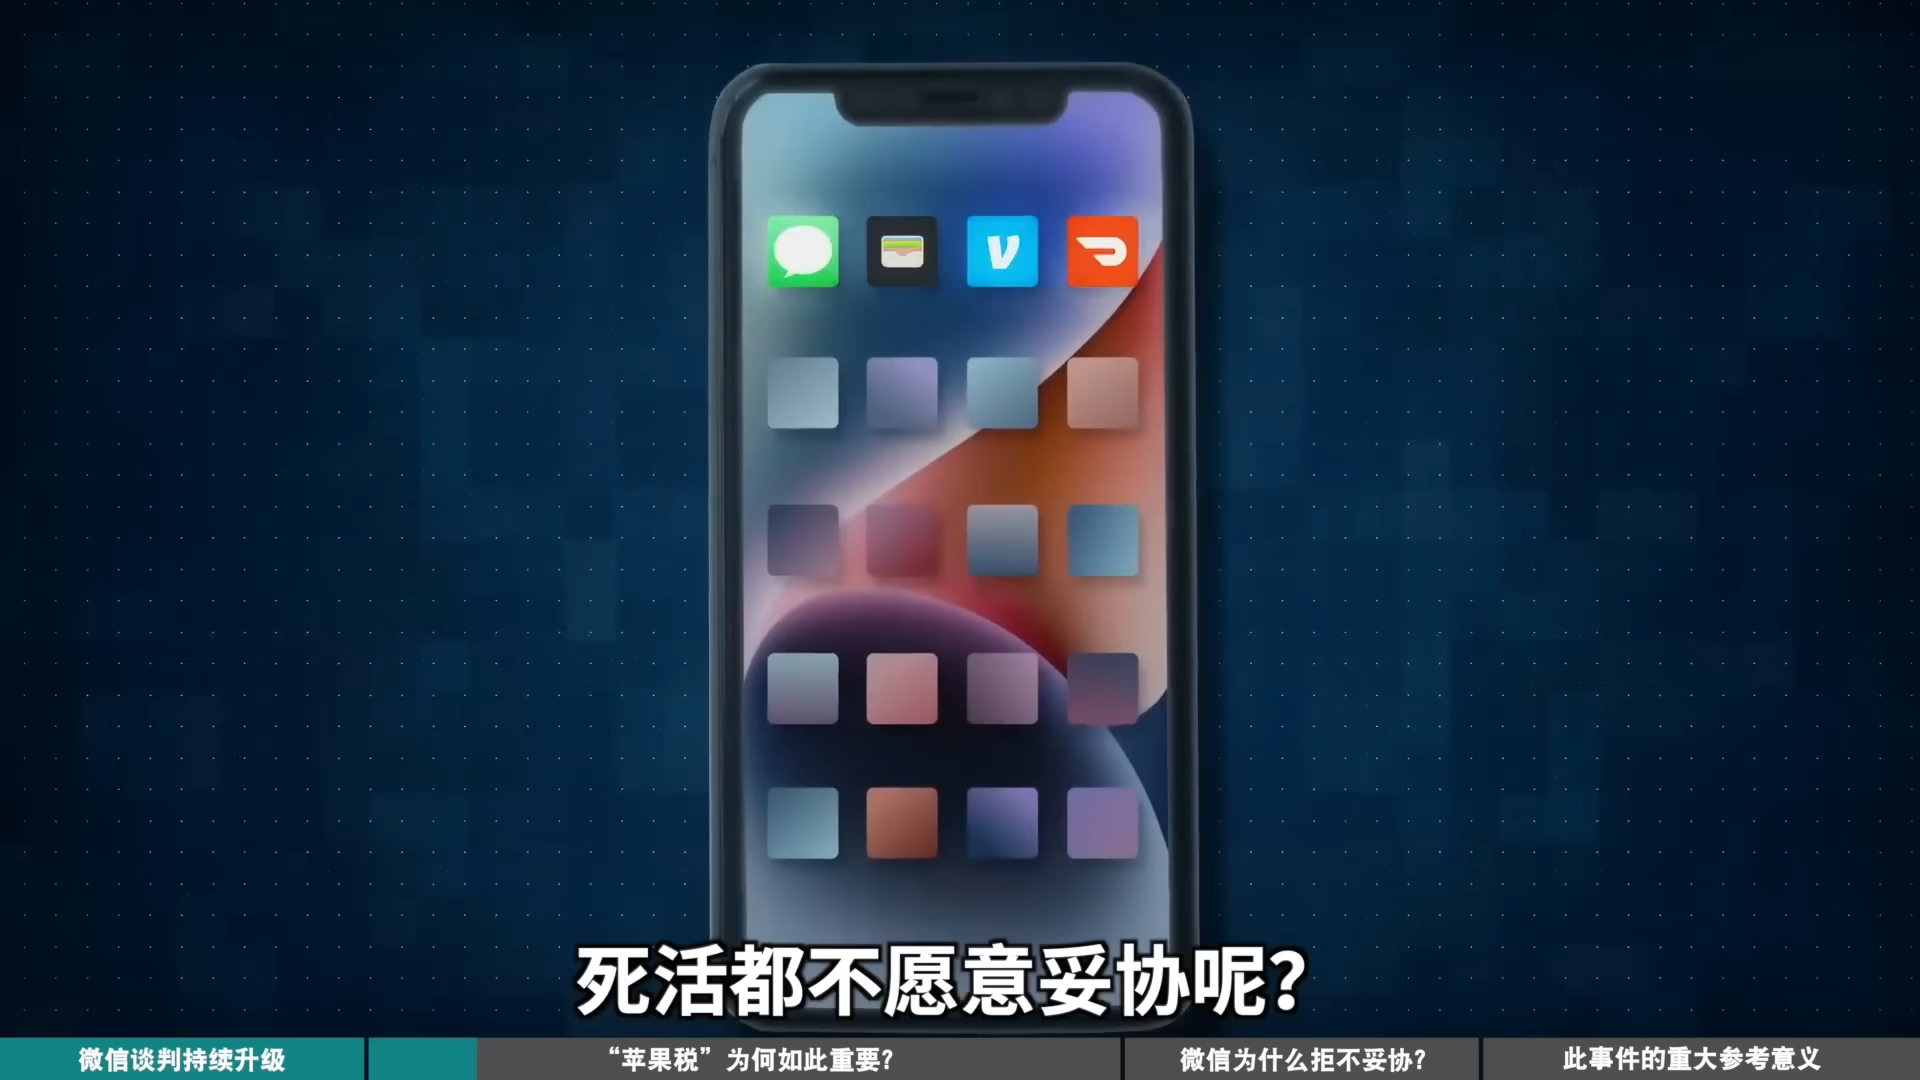 死活都不愿意妥协呢?
微信谈判持续升级
“苹果税”为何如此重要?
微信为什么拒不妥协?
此事件的重大参考意义